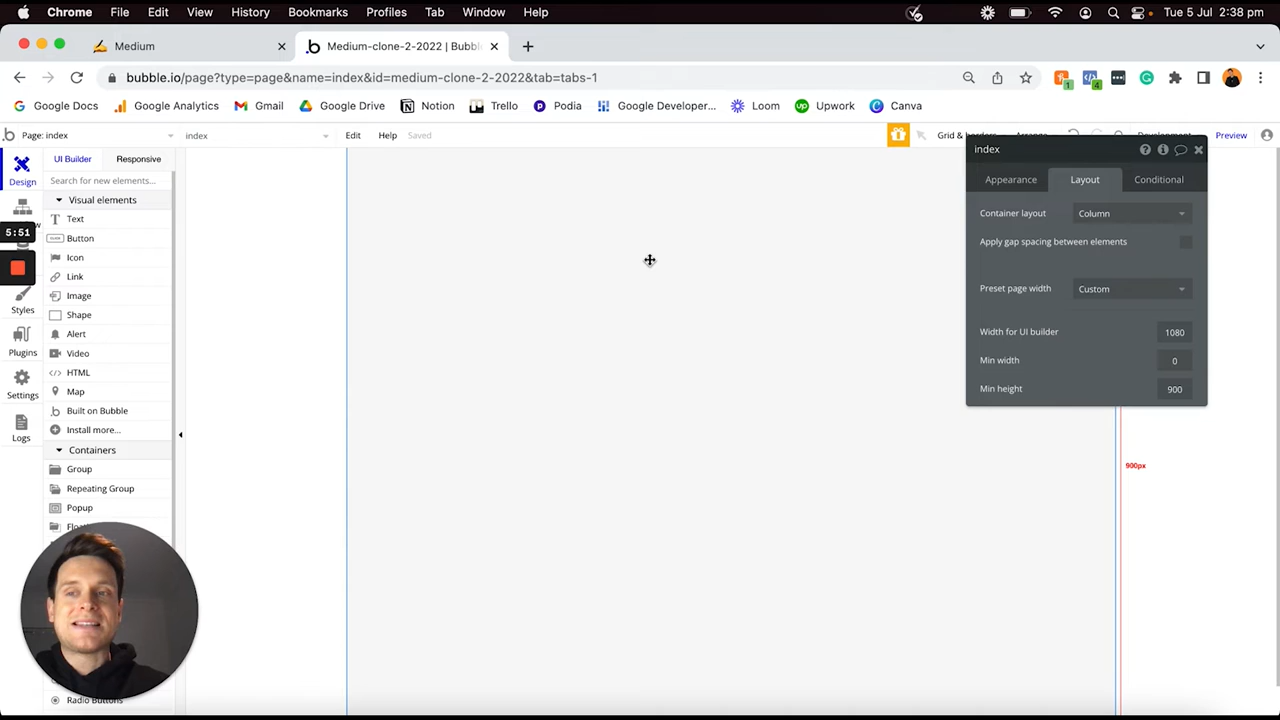 Chrome File Edit View History Bookmarks Profiles Tab Window Help Tue 5 Jul 2:38 pm
Medium
Medium-clone-2-2022 | Bubbl
bubble.io/page?type=page&name=index&id=medium-clone-2-2022&tab=tabs-1
1
4
Google Docs Google Analytics Gmail Google Drive Notion Trello Podia Google Developer... Loom Upwork Canva
Page: index
index
Edit Help Saved
Preview
Design
5:51
Styles
Plugins
Settings
Logs
UI Builder Responsive
Search for new elements...
Visual elements
Text
Button
Icon
Link
Image
Shape
Alert
Video
HTML
Map
Built on Bubble
Install more...
Containers
Group
Repeating Group
Popup
index
Appearance Layout Conditional
Container layout Column
Apply gap spacing between elements
Preset page width Custom
Width for UI builder 1080
Min width 0
Min height 900
900px